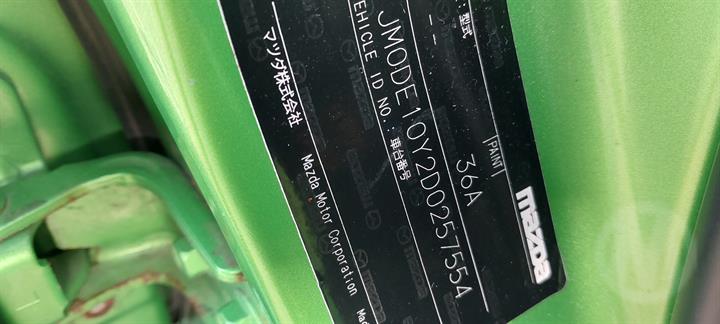 マツダ株式会社 Mazda Motor Corporation
VEHICLE ID NO: 車台番号
JM0DE10Y2D0257554
-- 型式
36A PAINT
mazda